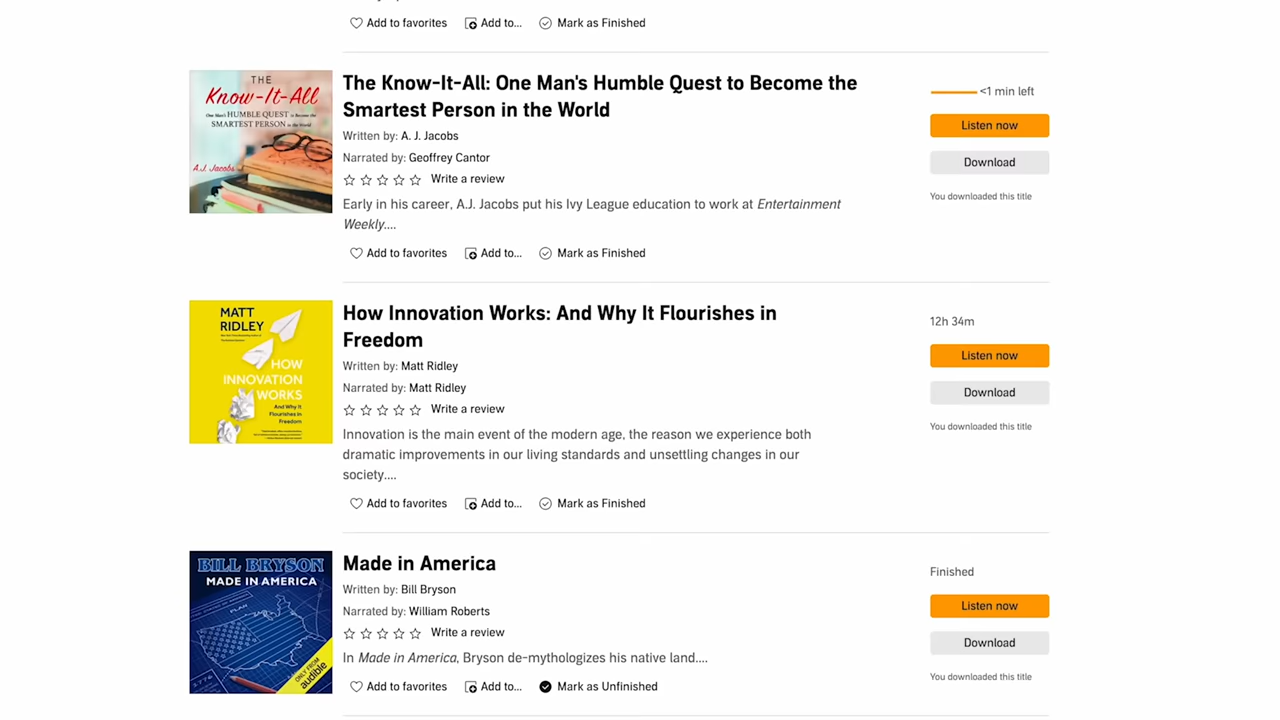 Add to favorites Add to... Mark as Finished
THE
Know-It-All
One Man's HUMBLE QUEST to Become the
SMARTEST PERSON in the WORLD
A.J. Jacobs
The Know-It-All: One Man's Humble Quest to Become the
Smartest Person in the World
Written by: A. J. Jacobs
Narrated by: Geoffrey Cantor
Write a review
Early in his career, A.J. Jacobs put his Ivy League education to work at Entertainment
Weekly....
Add to favorites Add to... Mark as Finished
<1 min left
Listen now
Download
You downloaded this title
MATT
RIDLEY
HOW
INNOVATION
WORKS
And Why It
Flourishes in
Freedom
How Innovation Works: And Why It Flourishes in
Freedom
Written by: Matt Ridley
Narrated by: Matt Ridley
Write a review
Innovation is the main event of the modern age, the reason we experience both
dramatic improvements in our living standards and unsettling changes in our
society....
Add to favorites Add to... Mark as Finished
12h 34m
Listen now
Download
You downloaded this title
BILL BRYSON
MADE IN AMERICA
PLAN
1776
ONLY FROM
audible
Made in America
Written by: Bill Bryson
Narrated by: William Roberts
Write a review
In Made in America, Bryson de-mythologizes his native land....
Add to favorites Add to... Mark as Unfinished
Finished
Listen now
Download
You downloaded this title